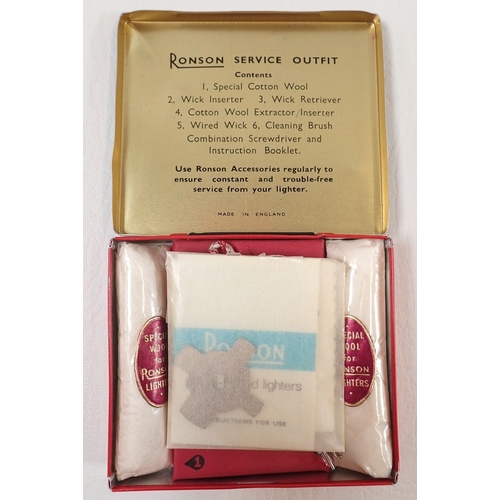 RONSON SERVICE OUTFIT
Contents
1, Special Cotton Wool
2, Wick Inserter 3, Wick Retriever
4, Cotton Wool Extractor/Inserter
5, Wired Wick 6, Cleaning Brush
Combination Screwdriver and
Instruction Booklet.
Use Ronson Accessories regularly to
ensure constant and trouble-free
service from your lighter.
MADE IN ENGLAND
SPECIAL
WOOL
for
RONSON
LIGHTERS
RONSON
lighters
FOR USE
SPECIAL
WOOL
for
RONSON
LIGHTERS
1